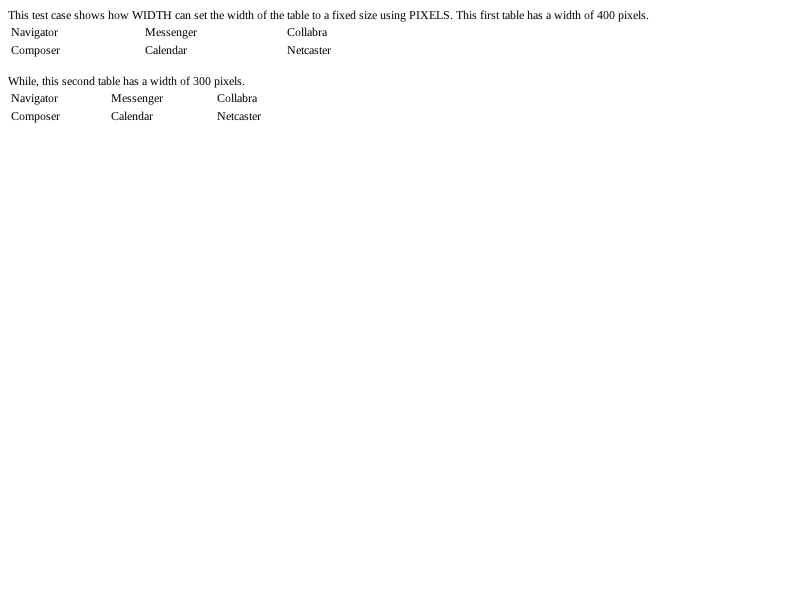 This test case shows how WIDTH can set the width of the table to a fixed size using PIXELS. This first table has a width of 400 pixels.
Navigator Messenger Collabra
Composer Calendar Netcaster
While, this second table has a width of 300 pixels.
Navigator Messenger Collabra
Composer Calendar Netcaster